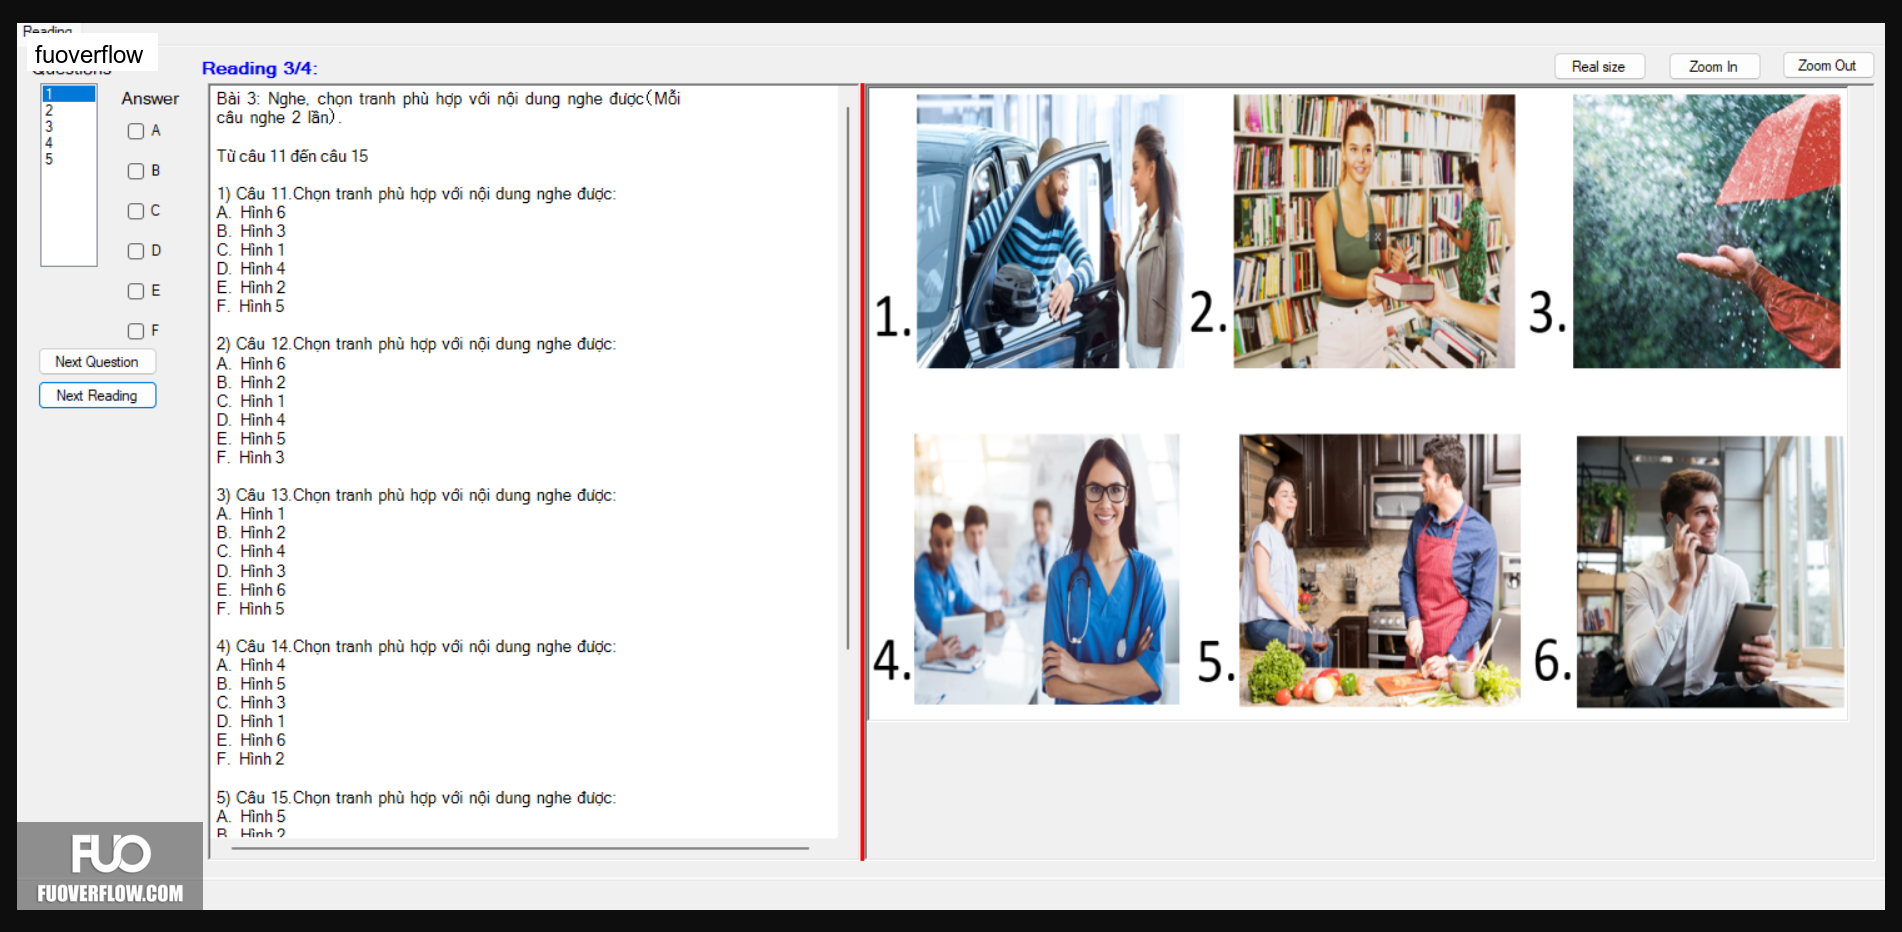 Reading
fuoverflow
Questions
Reading 3/4:
Real size
Zoom In
Zoom Out
1
2
3
4
5
Answer
A
B
C
D
E
F
Next Question
Next Reading
Bài 3: Nghe, chọn tranh phù hợp với nội dung nghe được(Mỗi
câu nghe 2 lần).
Từ câu 11 đến câu 15
1) Câu 11.Chọn tranh phù hợp với nội dung nghe được:
A. Hình 6
B. Hình 3
C. Hình 1
D. Hình 4
E. Hình 2
F. Hình 5
2) Câu 12.Chọn tranh phù hợp với nội dung nghe được:
A. Hình 6
B. Hình 2
C. Hình 1
D. Hình 4
E. Hình 5
F. Hình 3
3) Câu 13.Chọn tranh phù hợp với nội dung nghe được:
A. Hình 1
B. Hình 2
C. Hình 4
D. Hình 3
E. Hình 6
F. Hình 5
4) Câu 14.Chọn tranh phù hợp với nội dung nghe được:
A. Hình 4
B. Hình 5
C. Hình 3
D. Hình 1
E. Hình 6
F. Hình 2
5) Câu 15.Chọn tranh phù hợp với nội dung nghe được:
A. Hình 5
B. Hình 2
1.
2.
3.
4.
5.
6.
FUO
FUOVERFLOW.COM